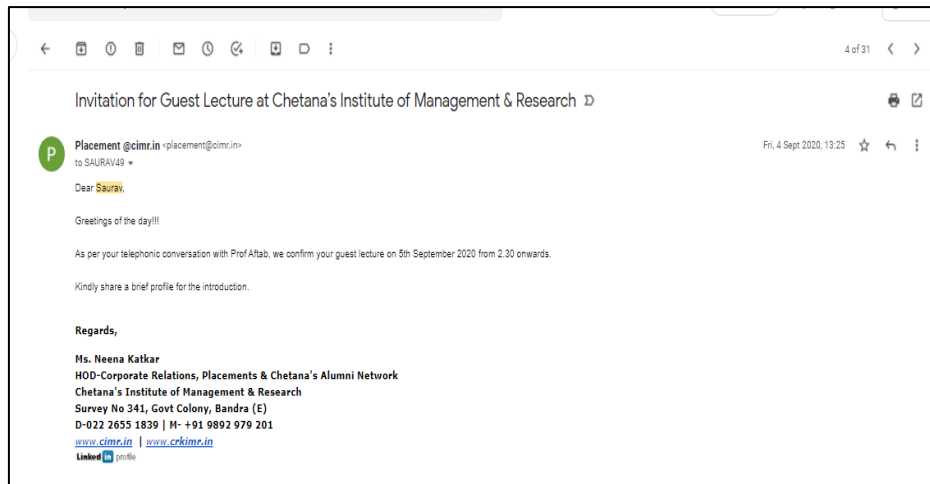 4 of 31
Invitation for Guest Lecture at Chetana's Institute of Management & Research
P
Placement @cimr.in <placement@cimr.in>
Fri, 4 Sept 2020, 13:25
to SAURAV49
Dear Saurav,
Greetings of the day!!!
As per your telephonic conversation with Prof Aftab, we confirm your guest lecture on 5th September 2020 from 2.30 onwards.
Kindly share a brief profile for the introduction.
Regards,
Ms. Neena Katkar
HOD-Corporate Relations, Placements & Chetana's Alumni Network
Chetana's Institute of Management & Research
Survey No 341, Govt Colony, Bandra (E)
D-022 2655 1839 | M- +91 9892 979 201
www.cimr.in | www.crkimr.in
Linked in profile